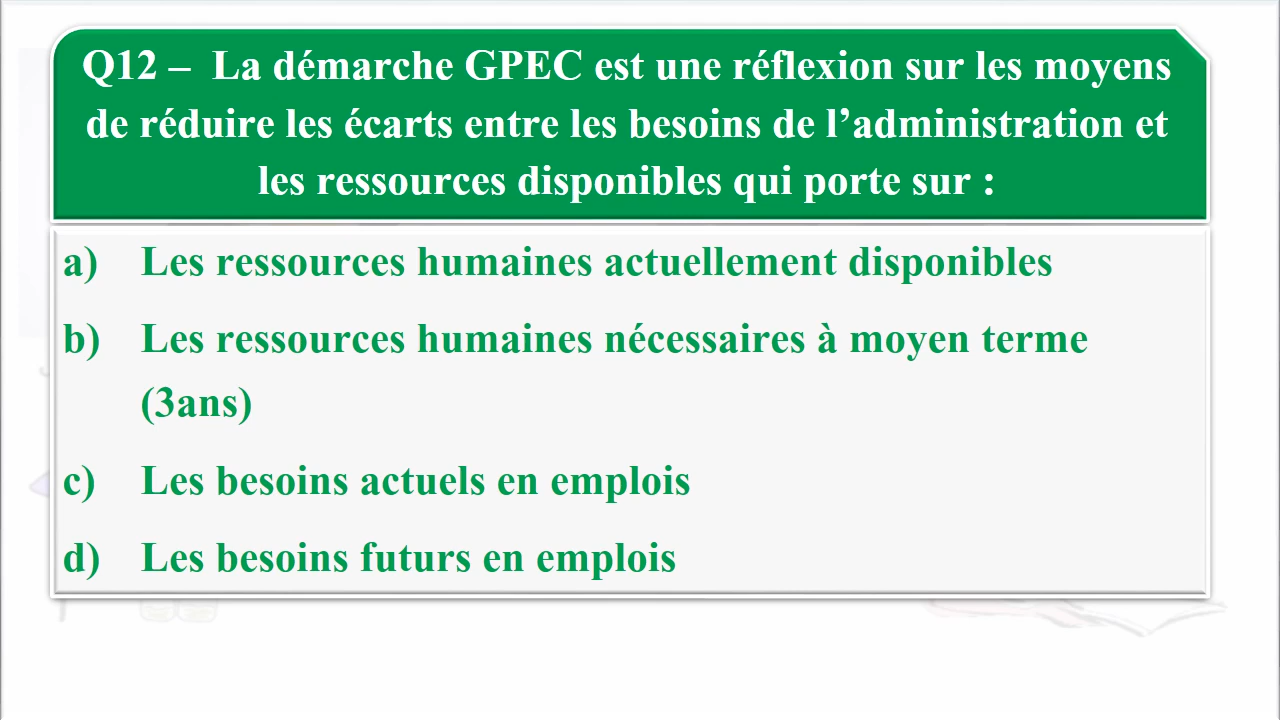 Q12 – La démarche GPEC est une réflexion sur les moyens
de réduire les écarts entre les besoins de l’administration et
les ressources disponibles qui porte sur :
a) Les ressources humaines actuellement disponibles
b) Les ressources humaines nécessaires à moyen terme
(3ans)
c) Les besoins actuels en emplois
d) Les besoins futurs en emplois